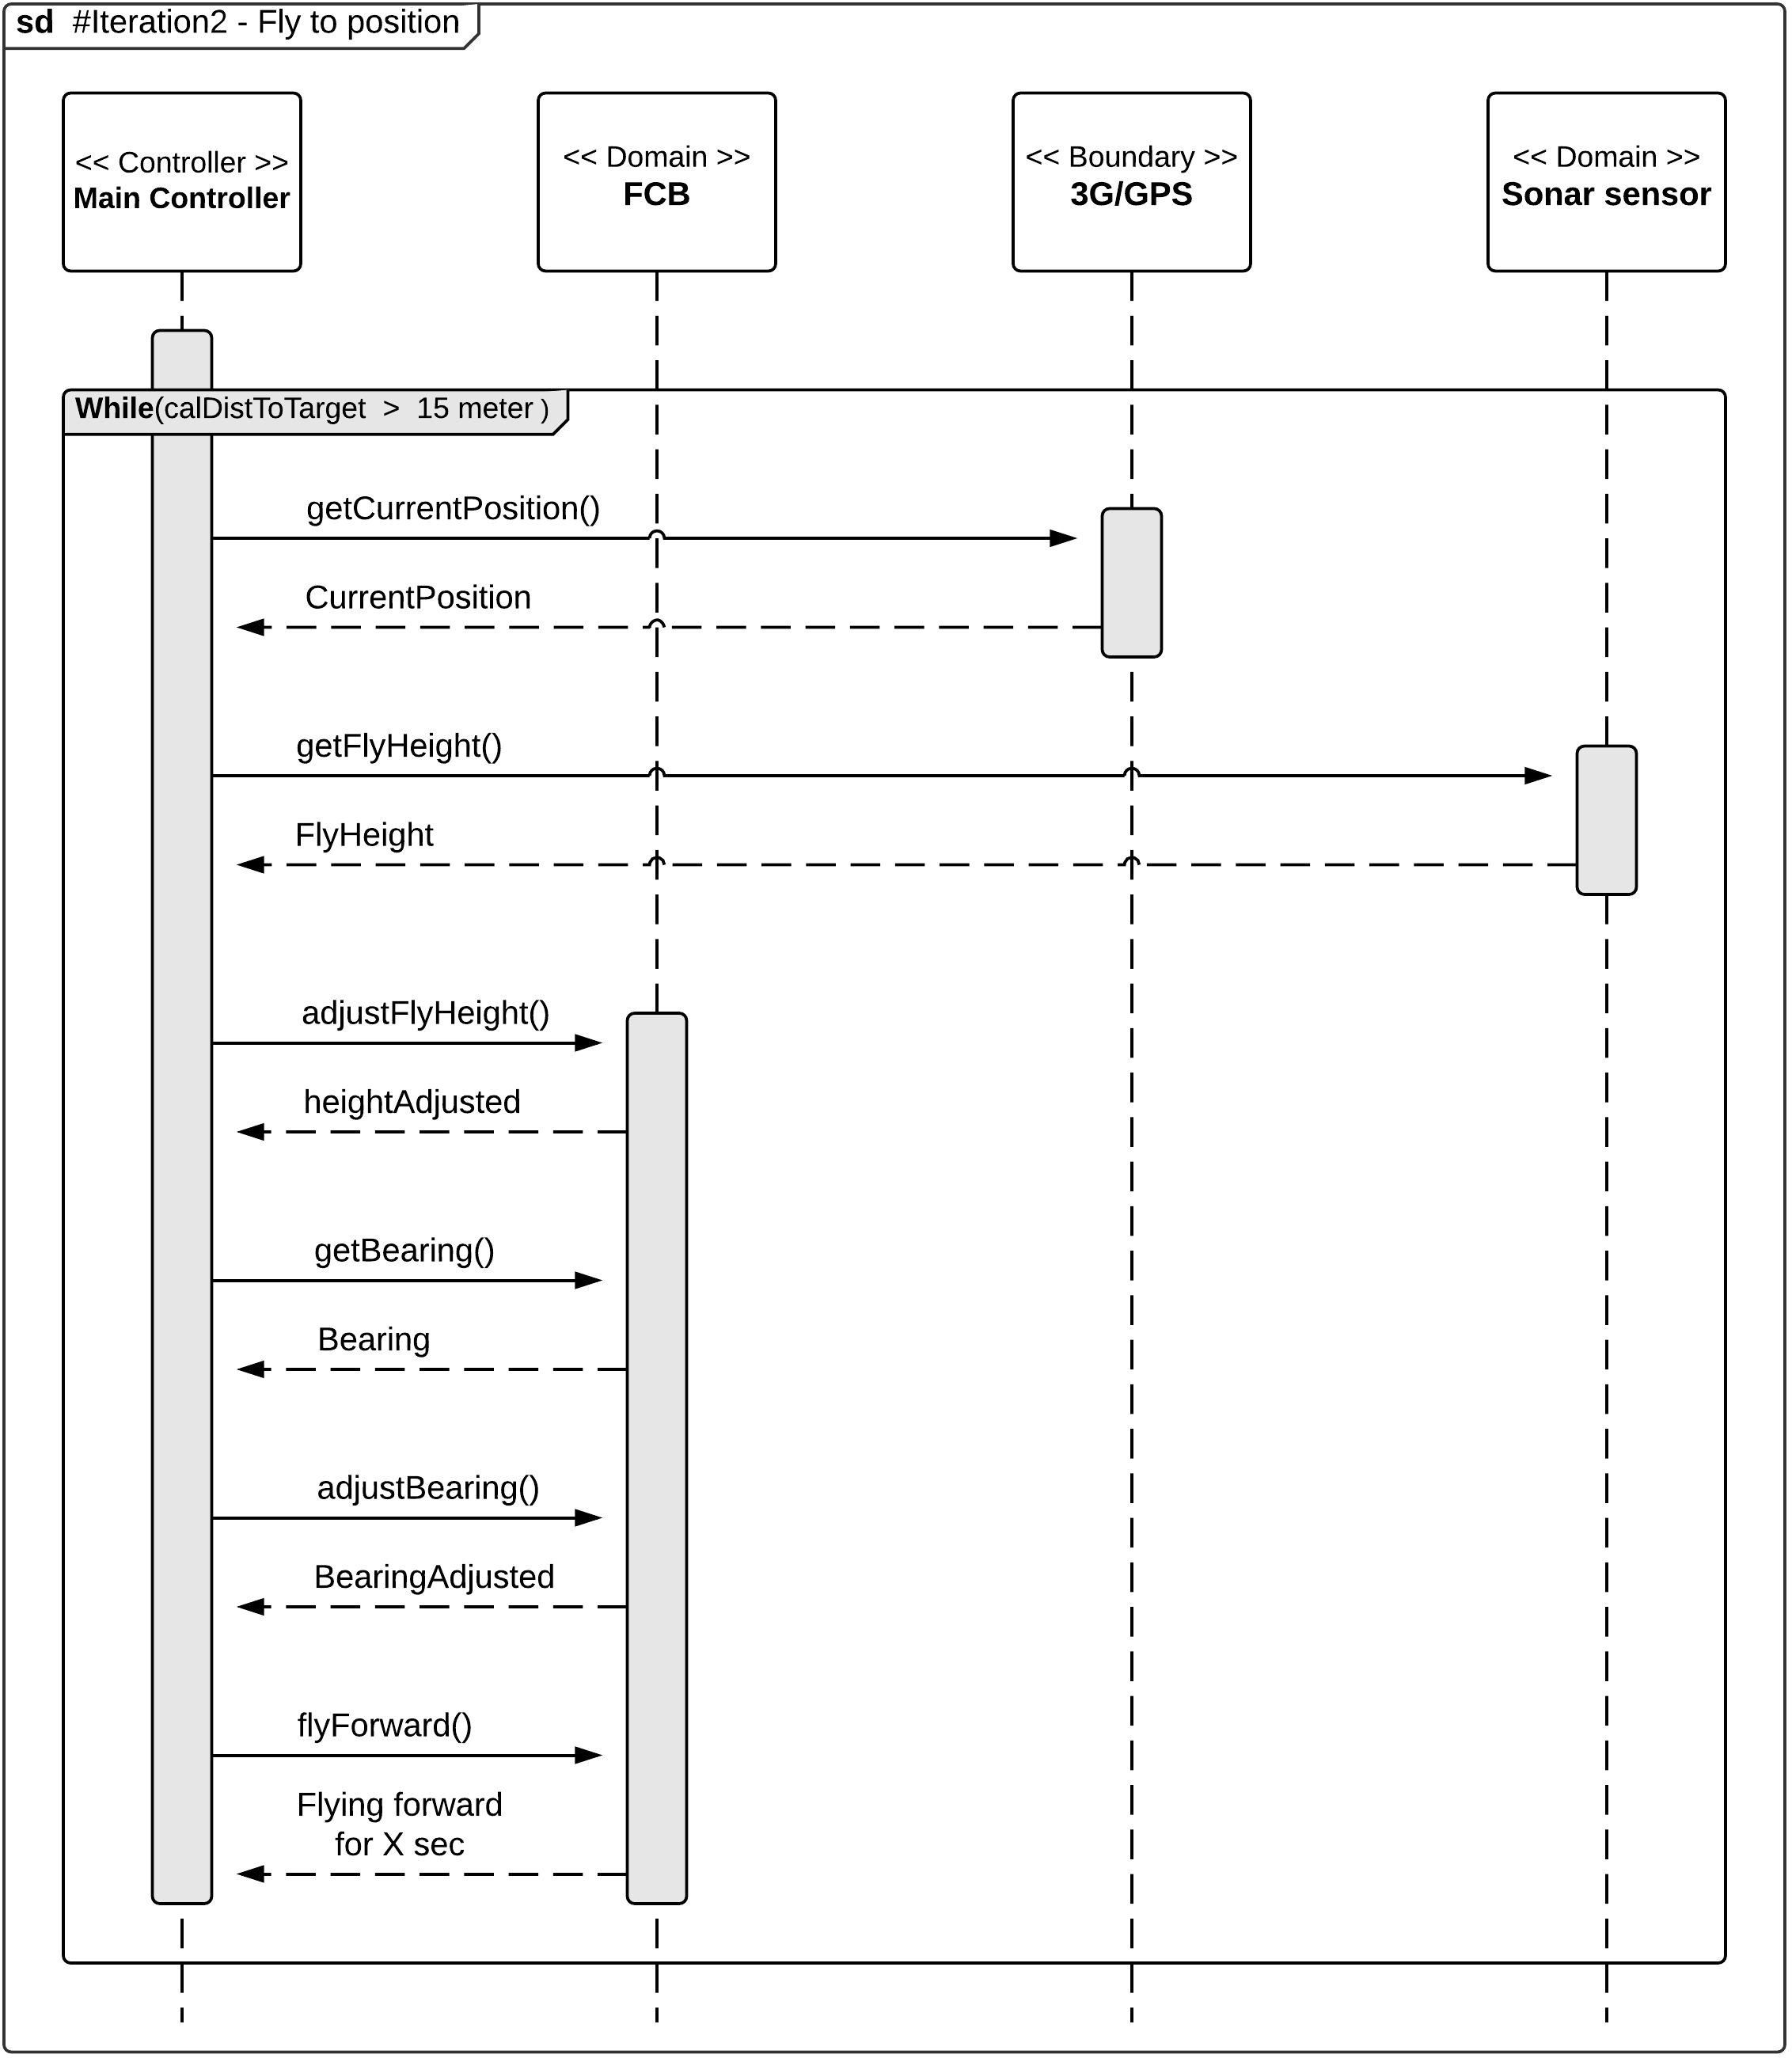 sd #Iteration2 - Fly to position
<< Controller >>
Main Controller
<< Domain >>
FCB
<< Boundary >>
3G/GPS
<< Domain >>
Sonar sensor
While(calDistToTarget > 15 meter )
getCurrentPosition()
CurrentPosition
getFlyHeight()
FlyHeight
adjustFlyHeight()
heightAdjusted
getBearing()
Bearing
adjustBearing()
BearingAdjusted
flyForward()
Flying forward
for X sec